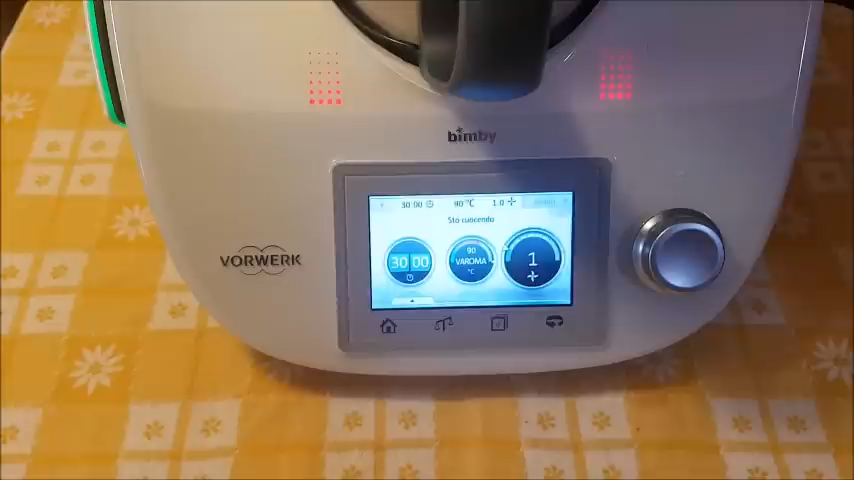 bimby
30:00 90 °C 1.0
Sto cuocendo
30 00
90
VAROMA
°C
1
VORWERK